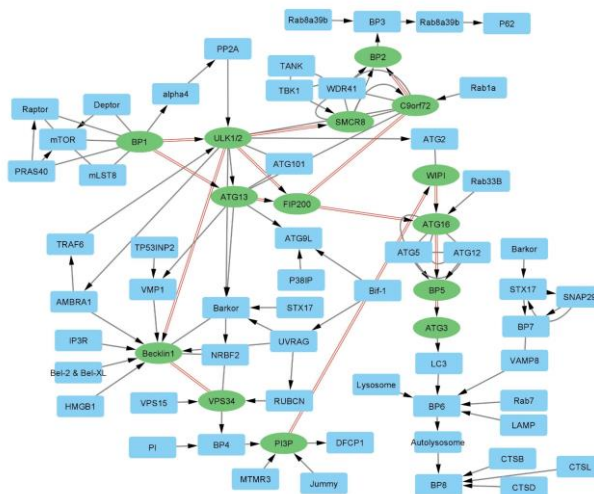 Rab8a39b
BP3
Rab8a39b
P62
PP2A
BP2
TANK
WDR41
TBK1
C9orf72
Rab1a
alpha4
Raptor
Deptor
SMCR8
mTOR
BP1
ULK1/2
ATG2
PRAS40
mLST8
ATG101
WIPI
Rab33B
ATG13
FIP200
ATG16
TRAF6
TP53INP2
ATG9L
ATG5
ATG12
Barkor
P38IP
AMBRA1
VMP1
Bif-1
BP5
STX17
SNAP29
Barkor
STX17
ATG3
BP7
IP3R
Becklin1
NRBF2
UVRAG
LC3
VAMP8
Bel-2 & Bel-XL
Lysosome
HMGB1
VPS15
VPS34
RUBCN
BP6
Rab7
LAMP
PI
BP4
PI3P
DFCP1
Autolysosome
CTSB
CTSL
MTMR3
Jummy
BP8
CTSD